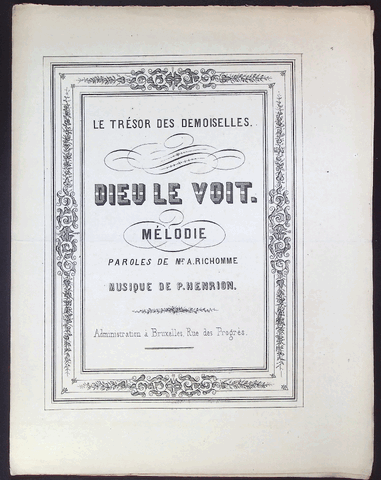 LE TRÉSOR DES DEMOISELLES.
DIEU LE VOIT.
MÉLODIE
PAROLES DE Mr. A. RICHOMME
MUSIQUE DE P. HENRION.
Administration à Bruxelles, Rue des Progrès.